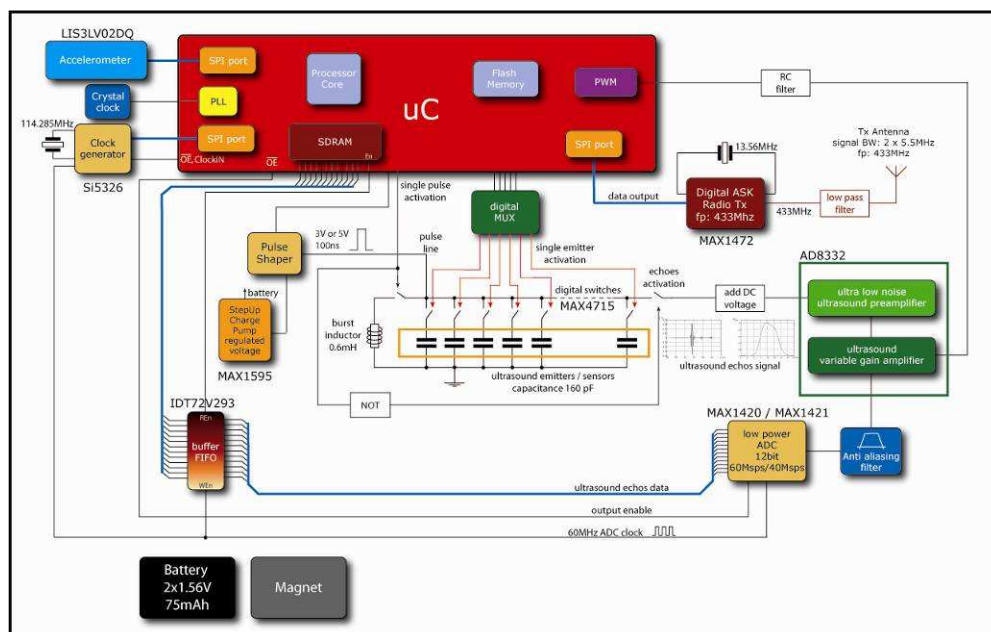 LIS3LV02DQ
Accelerometer
SPI port
Crystal
clock
PLL
114.285MHz
Clock
generator
SPI port
Si5326
OE, ClockIN
OE
Processor
Core
Flash
Memory
PWM
uC
SDRAM
En
SPI port
RC
filter
Tx Antenna
signal BW: 2 x 5.5MHz
fp: 433MHz
13.56MHz
Digital ASK
Radio Tx
fp: 433Mhz
MAX1472
433MHz
low pass
filter
data output
single pulse
activation
digital
MUX
3V or 5V
100ns
pulse
line
single emitter
activation
Pulse
Shaper
battery
StepUp
Charge
Pump
regulated
voltage
MAX1595
burst
inductor
0.6mH
digital switches
MAX4715
echoes
activation
add DC
voltage
AD8332
ultra low noise
ultrasound preamplifier
ultrasound
variable gain amplifier
ultrasound echos signal
ultrasound emitters / sensors
capacitance 160 pF
NOT
IDT72V293
REn
buffer
FIFO
WEn
MAX1420 / MAX1421
low power
ADC
12bit
60Msps/40Msps
Anti aliasing
filter
ultrasound echos data
output enable
60MHz ADC clock
Battery
2x1.56V
75mAh
Magnet